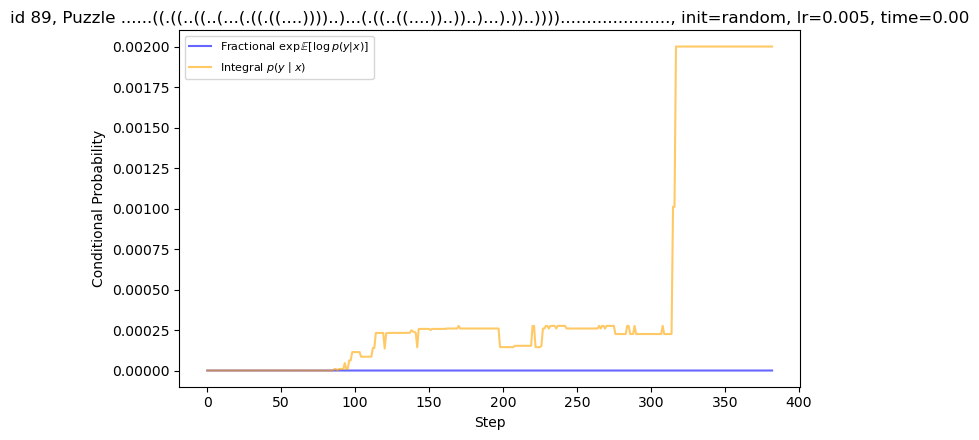 id 89, Puzzle ......((.((..((..(...(.((.((....))))..)...(.((..((....))..))..)...).))..)))).....................,  init=random, lr=0.005, time=0.00
Fractional exp𝔼[log p(y|x)]
Integral p(y | x)
Conditional Probability
0.00200
0.00175
0.00150
0.00125
0.00100
0.00075
0.00050
0.00025
0.00000
0 50 100 150 200 250 300 350 400
Step